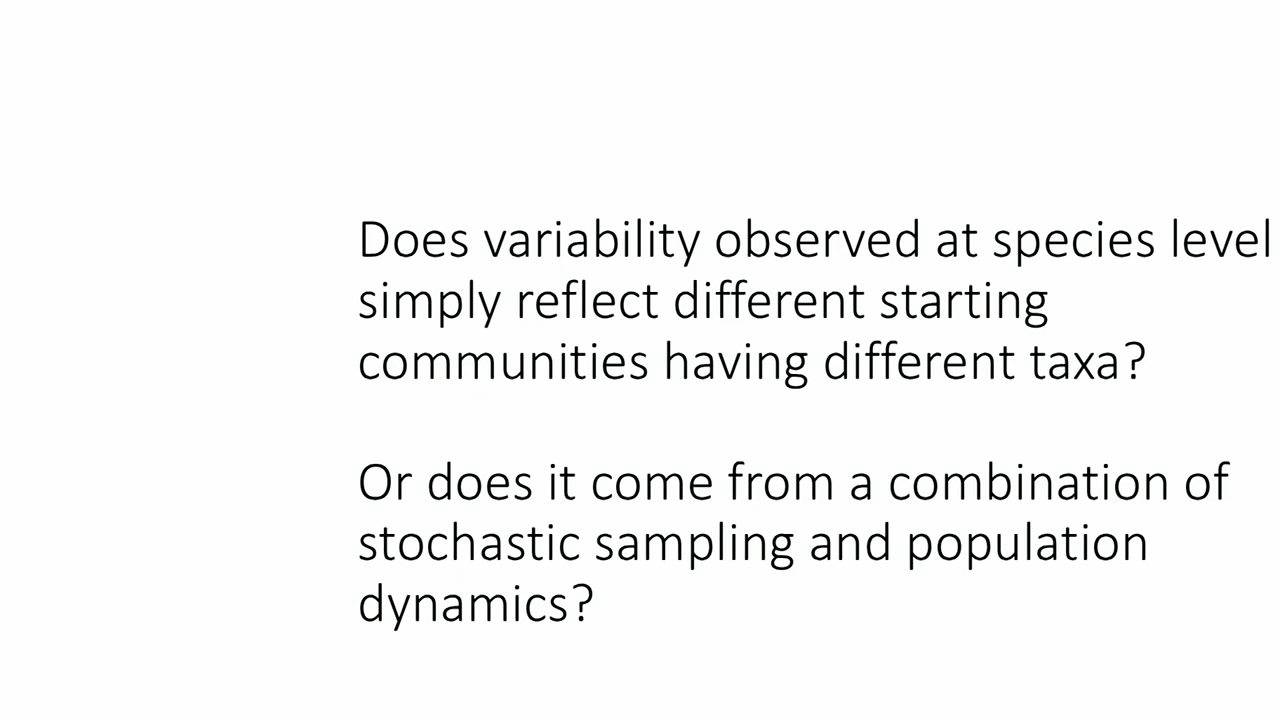 Does variability observed at species level
simply reflect different starting
communities having different taxa?
Or does it come from a combination of
stochastic sampling and population
dynamics?